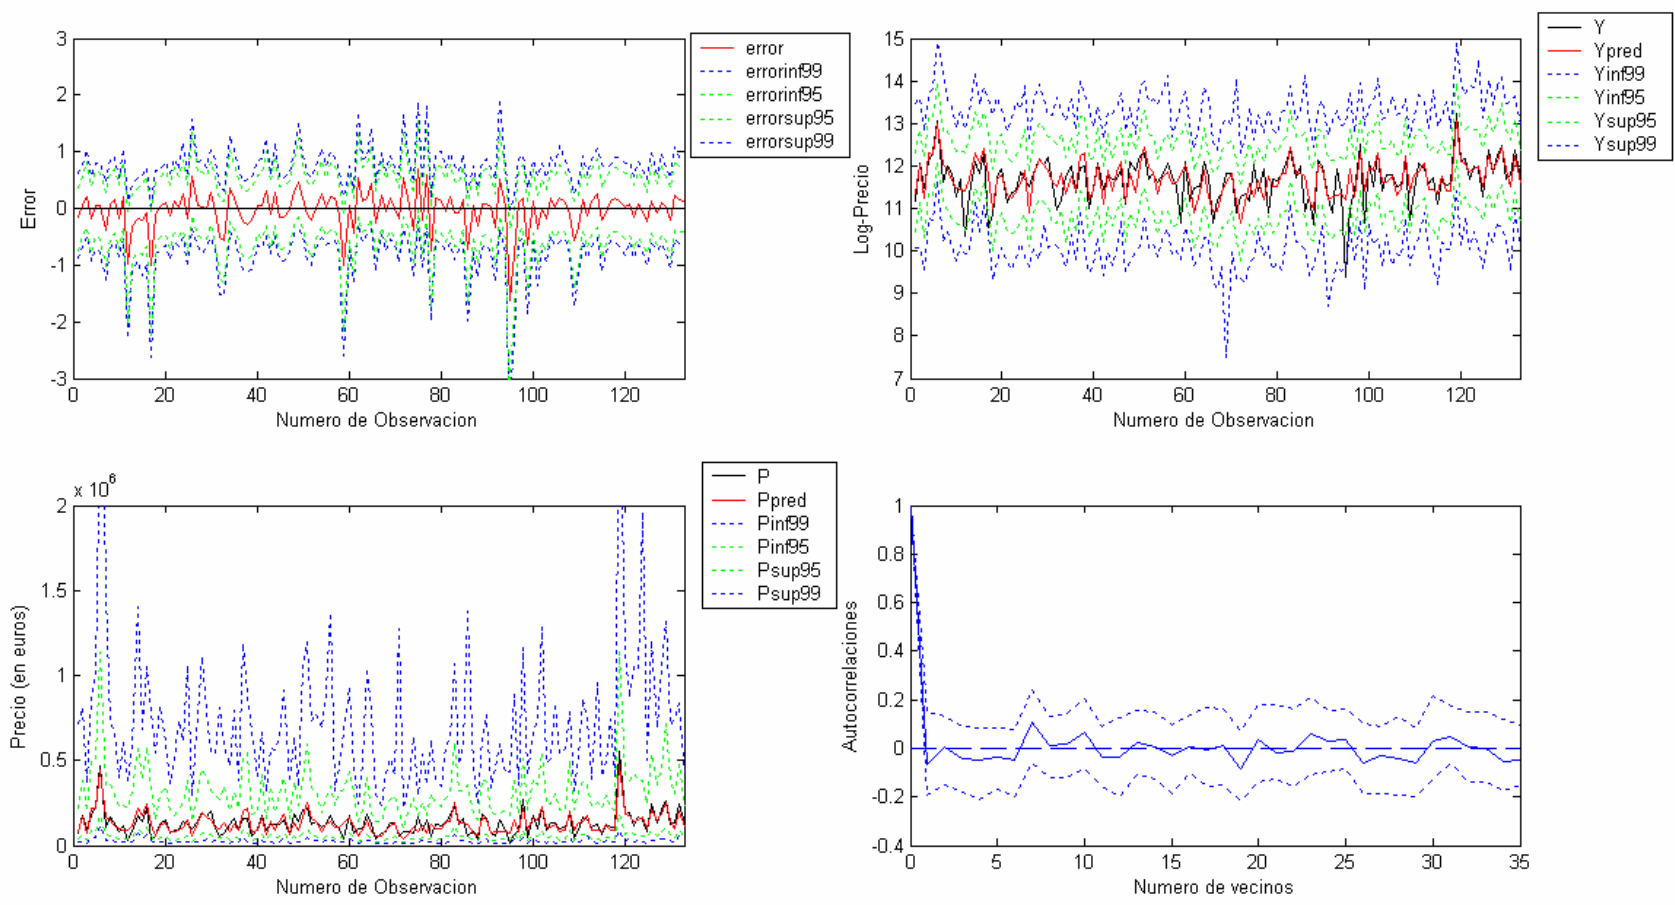 3
2
1
0
-1
-2
-3
Error
0
20
40
60
80
100
120
Numero de Observacion
error
errorinf99
errorinf95
errorsup95
errorsup99
15
14
13
12
11
10
9
8
7
Log-Precio
0
20
40
60
80
100
120
Numero de Observacion
Y
Ypred
Yinf99
Yinf95
Ysup95
Ysup99
x 10^6
2
1.5
1
0.5
0
Precio (en euros)
0
20
40
60
80
100
120
Numero de Observacion
P
Ppred
Pinf99
Pinf95
Psup95
Psup99
1
0.8
0.6
0.4
0.2
0
-0.2
-0.4
Autocorrelaciones
0
5
10
15
20
25
30
35
Numero de vecinos